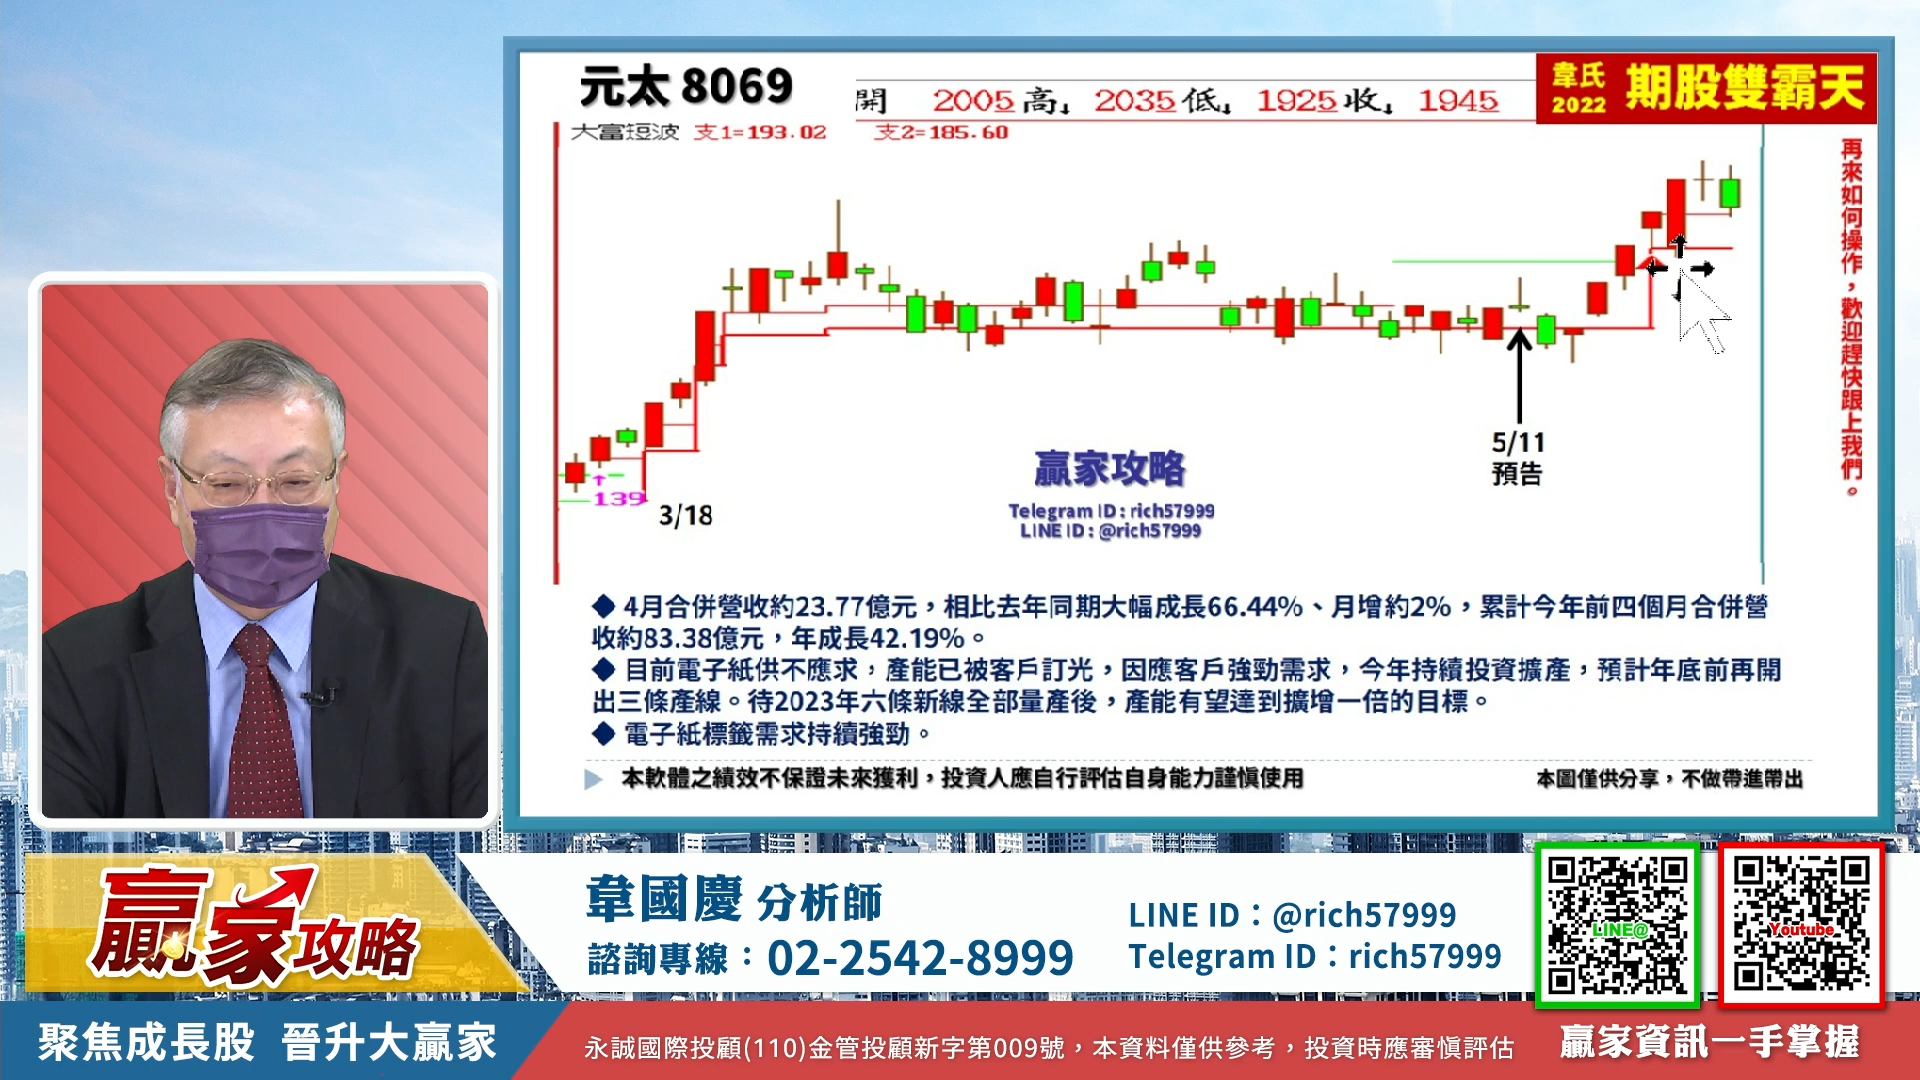 元太 8069
開 2005 高↓ 2035 低↓ 1925 收↓ 1945
韋氏 2022 期股雙霸天
大富短波 支1=193.02 支2=185.60
再來如何操作，歡迎趕快跟上我們。
139
3/18
5/11
預告
贏家攻略
Telegram ID : rich57999
LINE ID : @rich57999
◆ 4月合併營收約23.77億元，相比去年同期大幅成長66.44%、月增約2%，累計今年前四個月合併營
收約83.38億元，年成長42.19%。
◆ 目前電子紙供不應求，產能已被客戶訂光，因應客戶強勁需求，今年持續投資擴產，預計年底前再開
出三條產線。待2023年六條新線全部量產後，產能有望達到擴增一倍的目標。
◆ 電子紙標籤需求持續強勁。
本軟體之績效不保證未來獲利，投資人應自行評估自身能力謹慎使用
本圖僅供分享，不做帶進帶出
贏家攻略
韋國慶 分析師
諮詢專線：02-2542-8999
LINE ID：@rich57999
Telegram ID：rich57999
LINE@
Youtube
聚焦成長股 晉升大贏家
永誠國際投顧(110)金管投顧新字第009號，本資料僅供參考，投資時應審慎評估
贏家資訊一手掌握